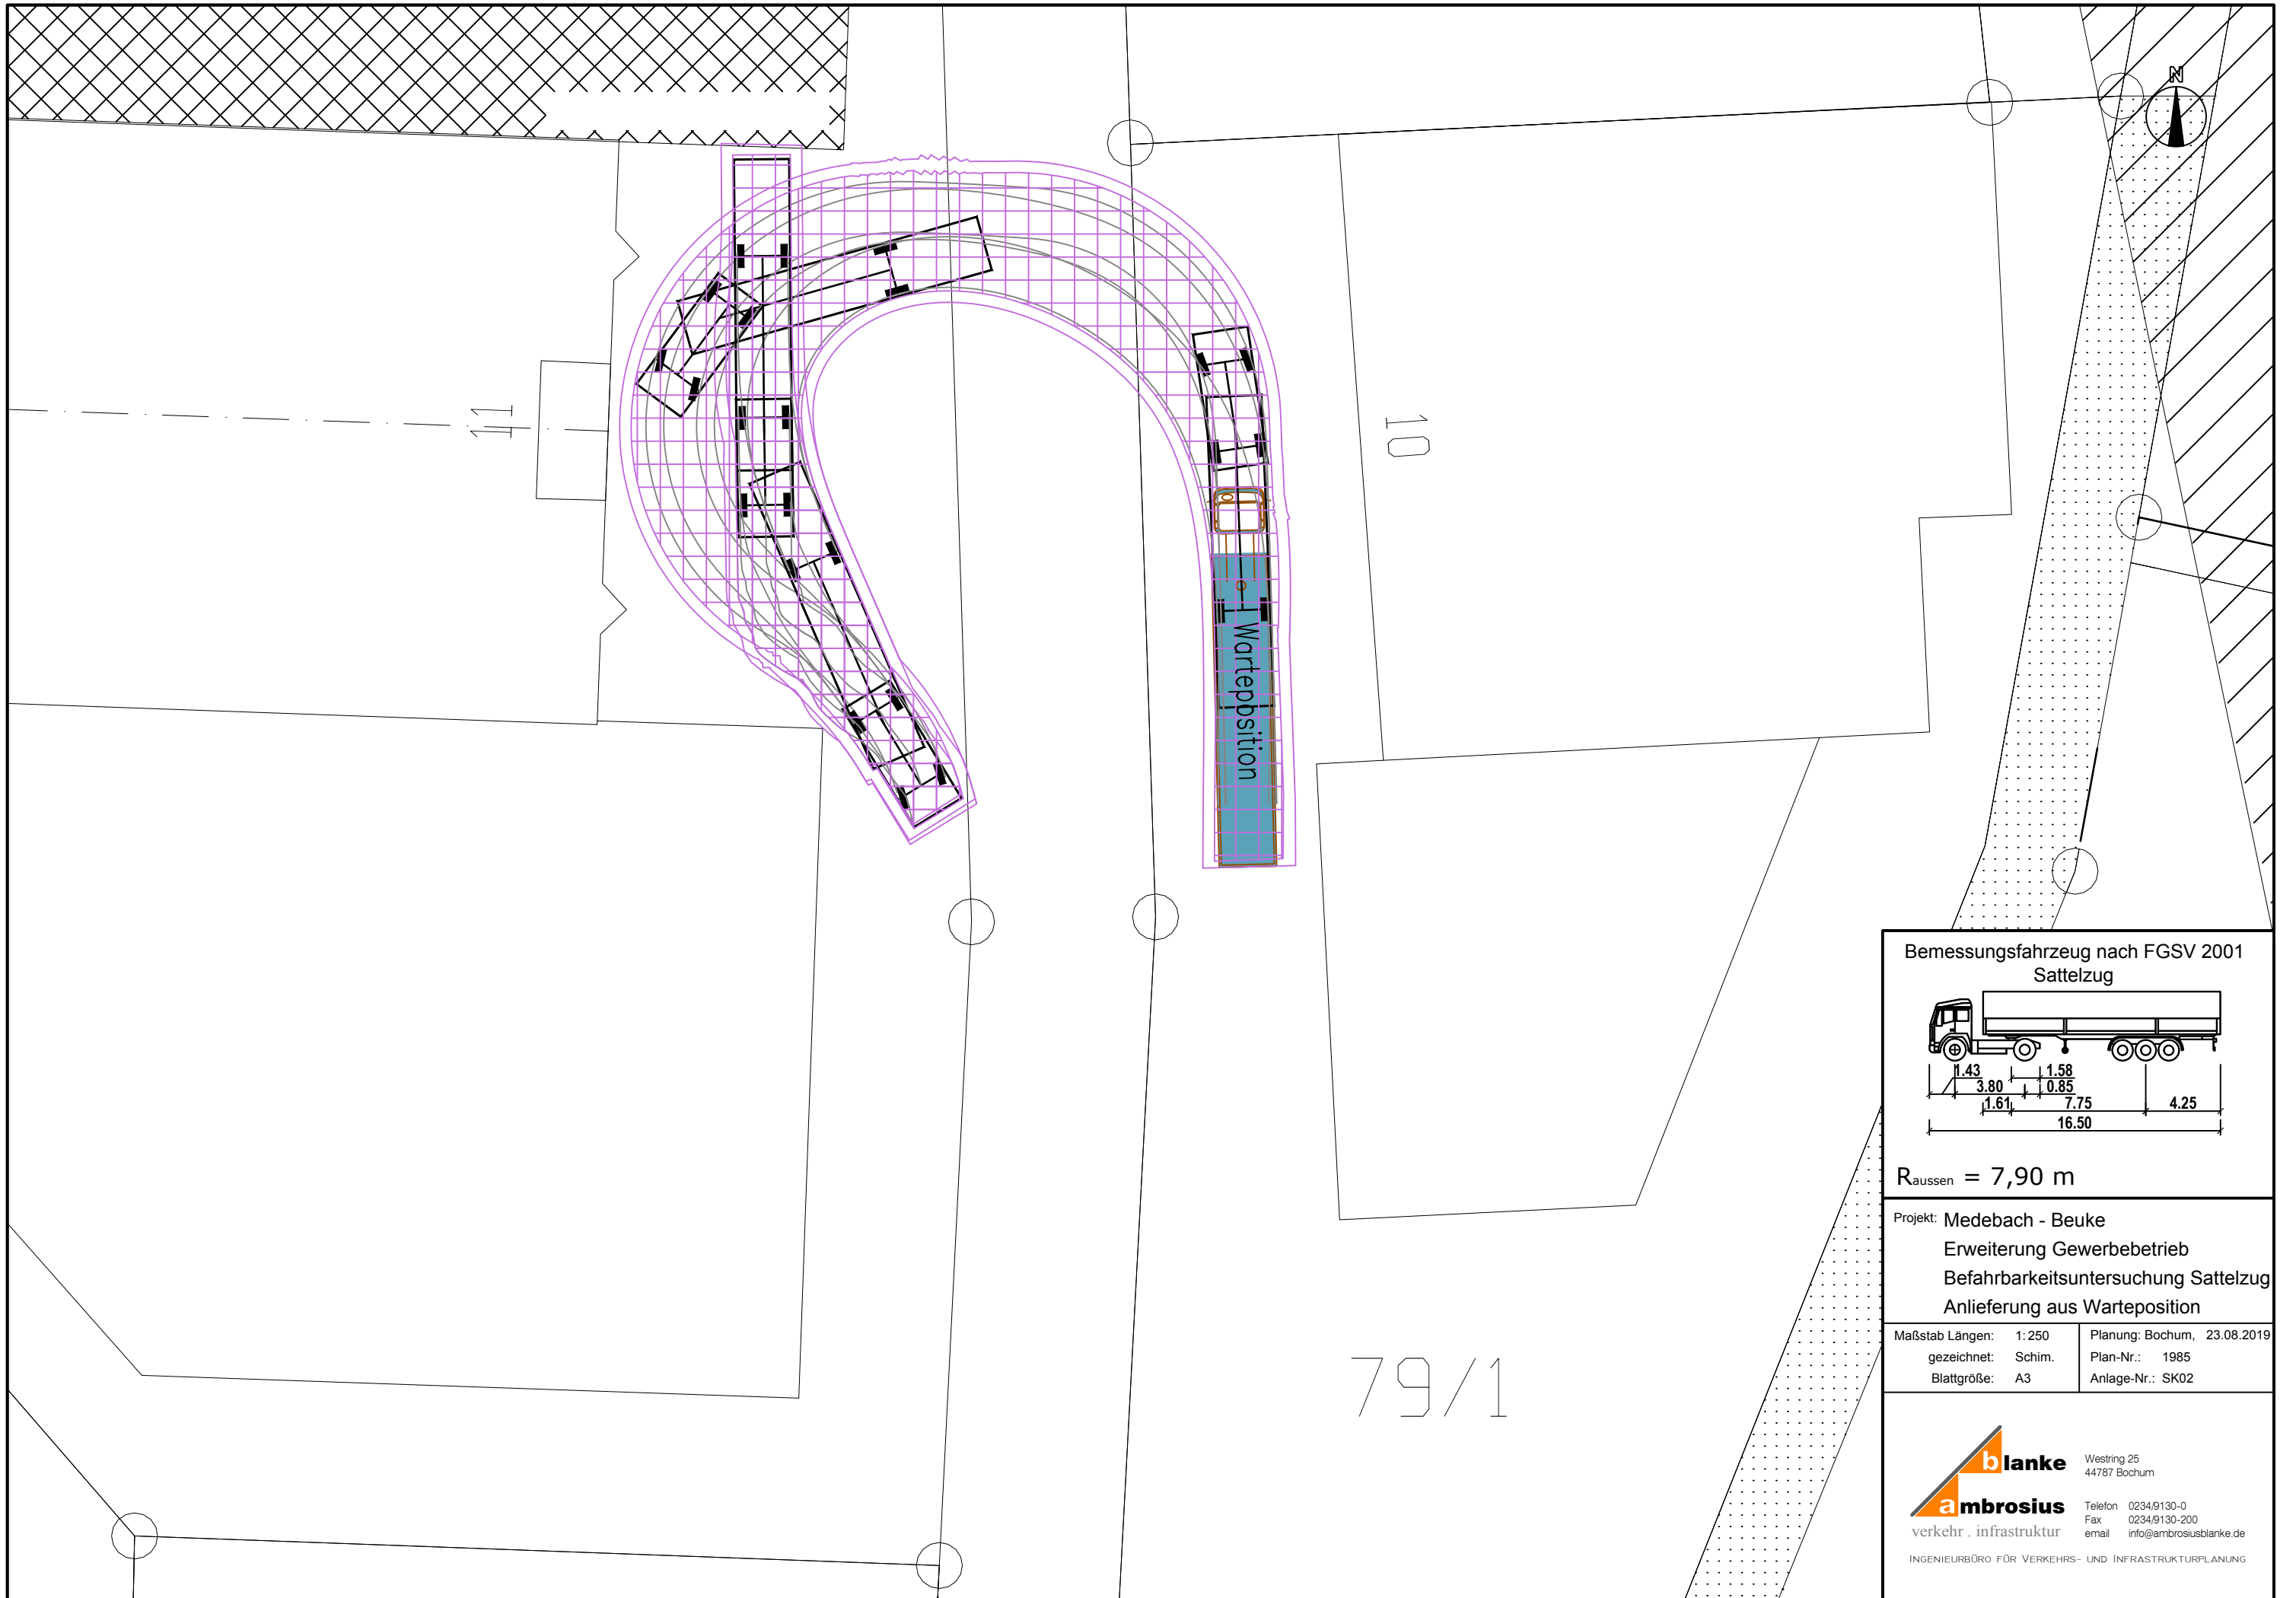 N
11
10
Warteposition
79/1
Bemessungsfahrzeug nach FGSV 2001
Sattelzug
1.43 1.58
3.80 0.85
1.61 7.75 4.25
16.50
Raussen = 7,90 m
Projekt: Medebach - Beuke
Erweiterung Gewerbebetrieb
Befahrbarkeitsuntersuchung Sattelzug
Anlieferung aus Warteposition
Maßstab Längen: 1:250
gezeichnet: Schim.
Blattgröße: A3
Planung: Bochum, 23.08.2019
Plan-Nr.: 1985
Anlage-Nr.: SK02
blanke
ambrosius
verkehr . infrastruktur
Westring 25
44787 Bochum
Telefon 0234/9130-0
Fax 0234/9130-200
email info@ambrosiusblanke.de
INGENIEURBÜRO FÜR VERKEHRS- UND INFRASTRUKTURPLANUNG